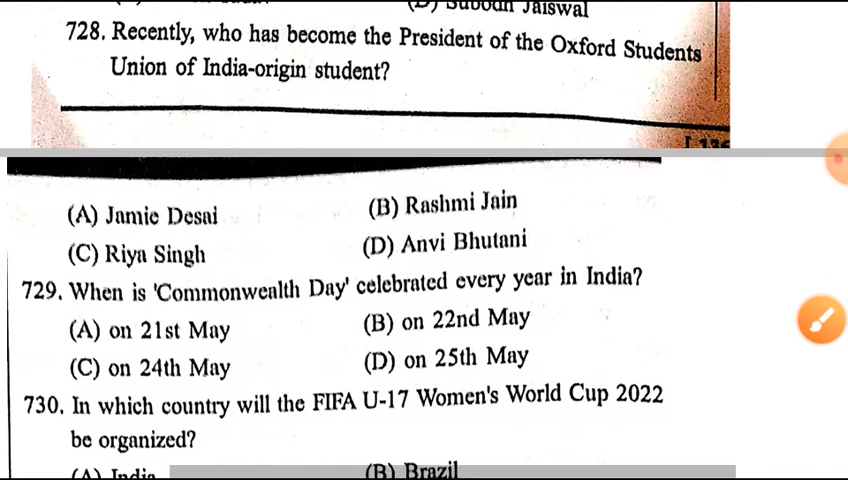 (D) Subodh Jaiswal
728. Recently, who has become the President of the Oxford Students
Union of India-origin student?
(A) Jamie Desai
(B) Rashmi Jain
(C) Riya Singh
(D) Anvi Bhutani
729. When is 'Commonwealth Day' celebrated every year in India?
(A) on 21st May
(B) on 22nd May
(C) on 24th May
(D) on 25th May
730. In which country will the FIFA U-17 Women's World Cup 2022
be organized?
(A) India
(B) Brazil